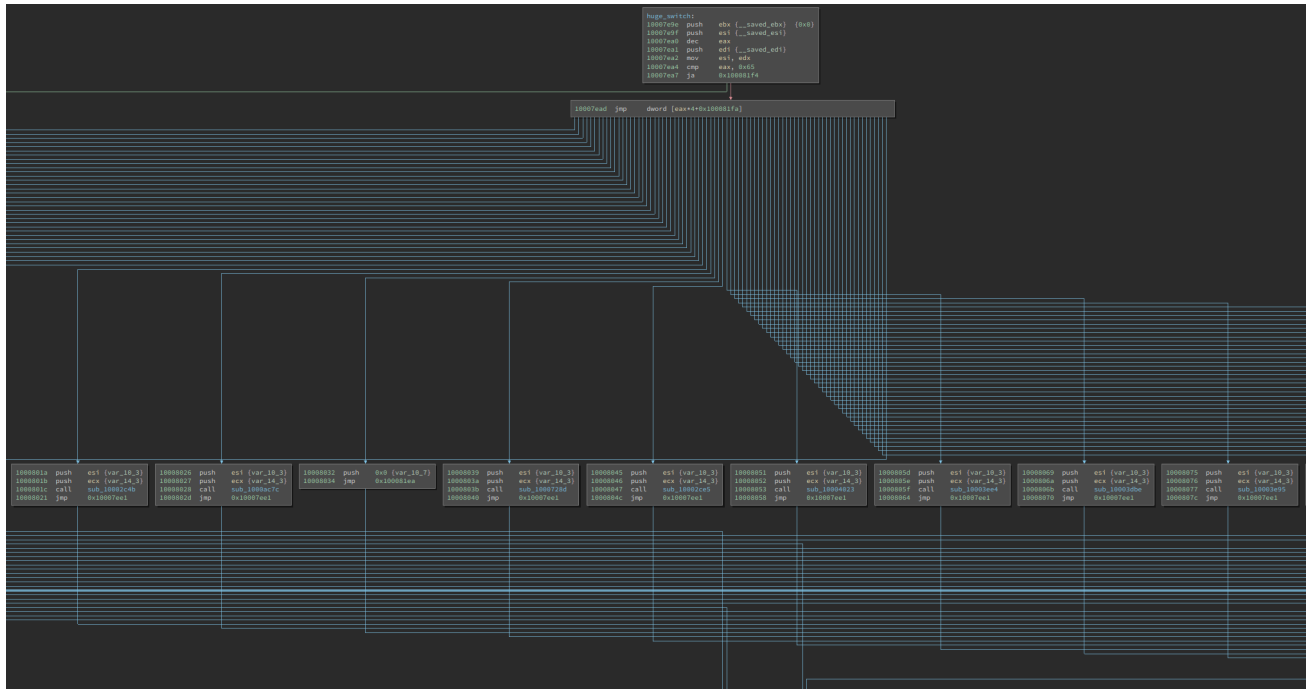 huge_switch:
10007e9e push ebx {__saved_ebx} {0x0}
10007e9f push esi {__saved_esi}
10007ea0 dec eax
10007ea1 push edi {__saved_edi}
10007ea2 mov esi, edx
10007ea4 cmp eax, 0x65
10007ea7 ja 0x100081f4
10007ead jmp dword [eax*4+0x100081fa]
1000801a push esi {var_10_3}
1000801b push ecx {var_14_3}
1000801c call sub_10002c4b
10008021 jmp 0x10007ee1
10008026 push esi {var_10_3}
10008027 push ecx {var_14_3}
10008028 call sub_1000ac7c
1000802d jmp 0x10007ee1
10008032 push 0x0 {var_10_7}
10008034 jmp 0x100081ea
10008039 push esi {var_10_3}
1000803a push ecx {var_14_3}
1000803b call sub_1000728d
10008040 jmp 0x10007ee1
10008045 push esi {var_10_3}
10008046 push ecx {var_14_3}
10008047 call sub_10002ce5
1000804c jmp 0x10007ee1
10008051 push esi {var_10_3}
10008052 push ecx {var_14_3}
10008053 call sub_10004023
10008058 jmp 0x10007ee1
1000805d push esi {var_10_3}
1000805e push ecx {var_14_3}
1000805f call sub_10003ee4
10008064 jmp 0x10007ee1
10008069 push esi {var_10_3}
1000806a push ecx {var_14_3}
1000806b call sub_10003dbe
10008070 jmp 0x10007ee1
10008075 push esi {var_10_3}
10008076 push ecx {var_14_3}
10008077 call sub_10003e95
1000807c jmp 0x10007ee1